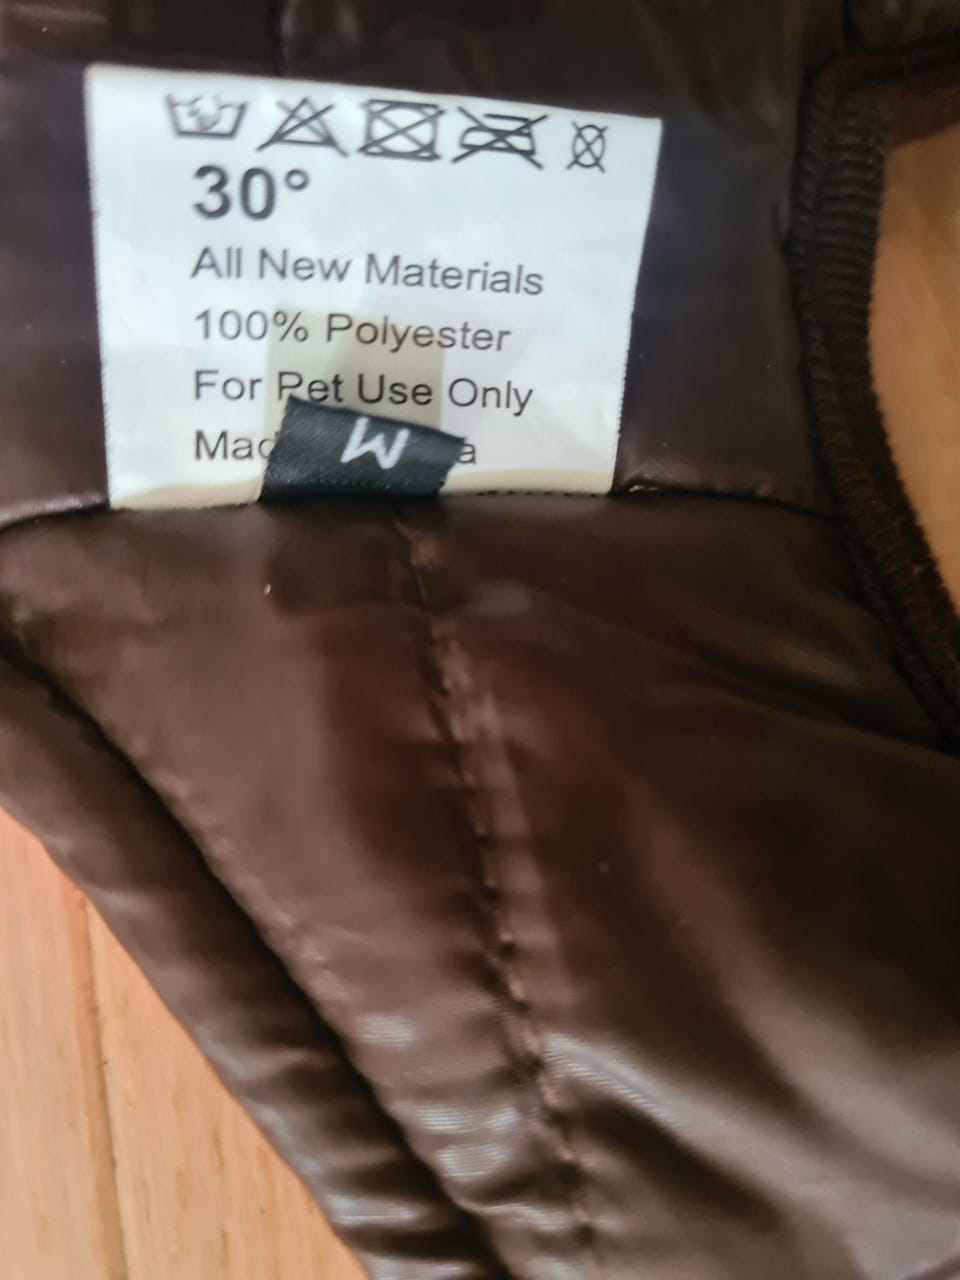 30°
All New Materials
100% Polyester
For Pet Use Only
M